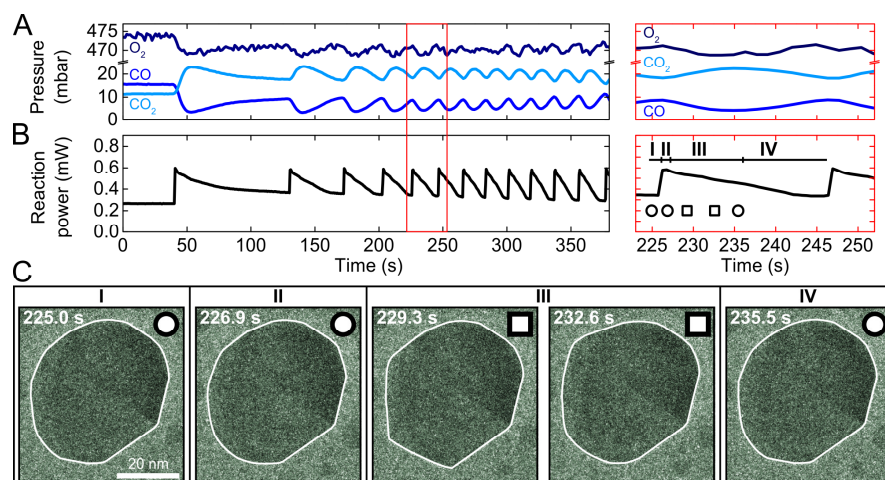 A
475
470
20
10
0
Pressure
(mbar)
O2
CO
CO2
O2
CO2
CO
B
0.8
0.6
0.4
0.2
0.0
Reaction
power (mW)
I II III IV
0 50 100 150 200 250 300 350
Time (s)
225 230 235 240 245 250
Time (s)
C
I II III IV
225.0 s 226.9 s 229.3 s 232.6 s 235.5 s
20 nm